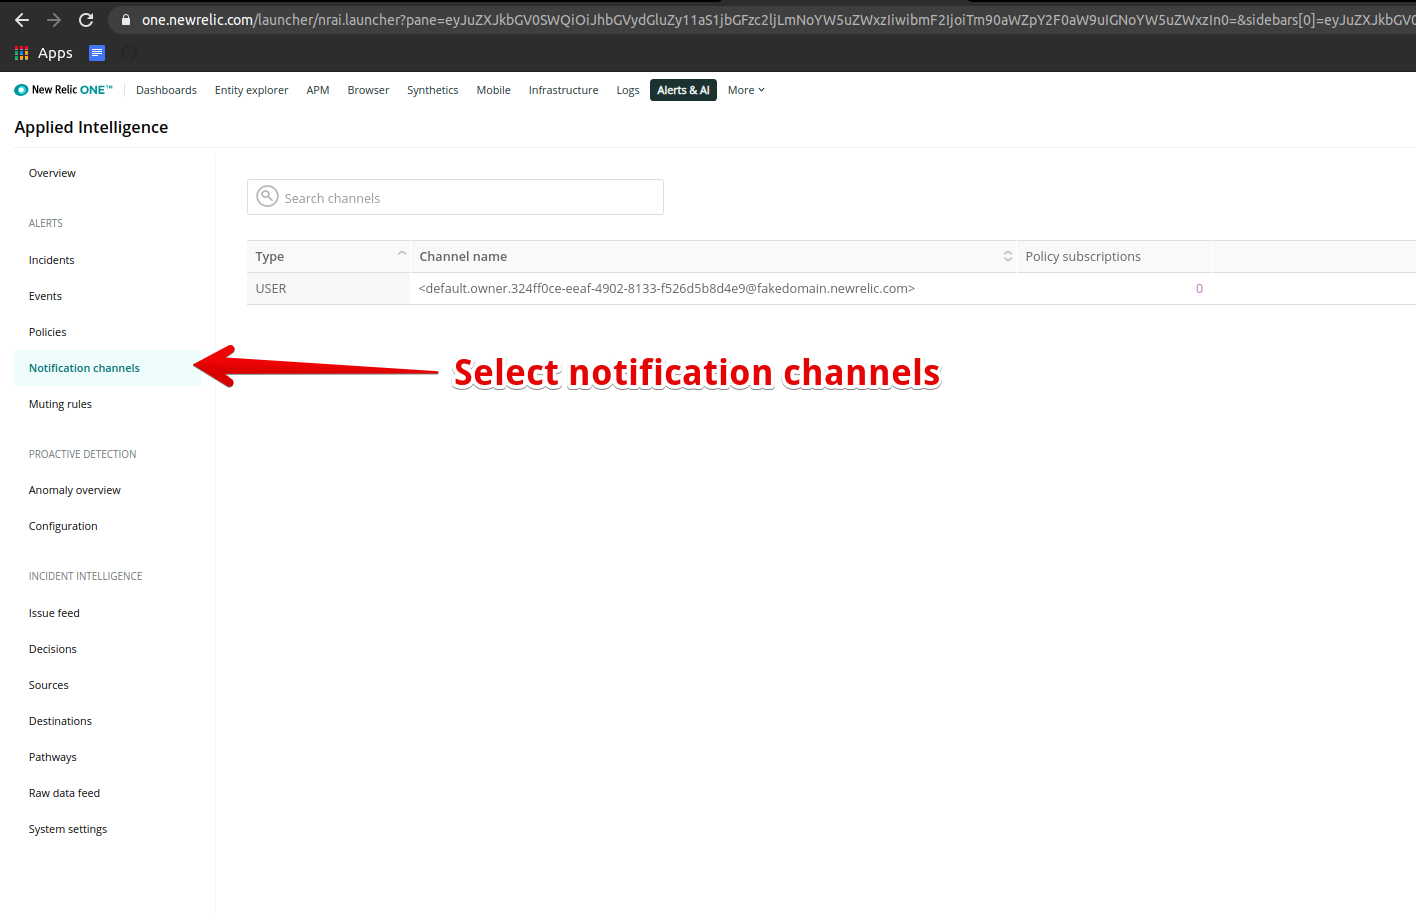 one.newrelic.com/launcher/nrai.launcher?pane=eyJuZXJkbGV0SWQiOiJhbGVydGluZy11aS1jbGFzc2ljLmNoYW5uZWxzIiwibmF2IjoiTm90aWZpY2F0aW9uIGNoYW5uZWxzIn0=&sidebars[0]=eyJuZXJkbGV0
Apps
New Relic ONE™ Dashboards Entity explorer APM Browser Synthetics Mobile Infrastructure Logs Alerts & AI More
Applied Intelligence
Overview
Search channels
ALERTS
Type Channel name Policy subscriptions
Incidents
USER <default.owner.324ff0ce-eeaf-4902-8133-f526d5b8d4e9@fakedomain.newrelic.com> 0
Events
Policies
Notification channels
Select notification channels
Muting rules
PROACTIVE DETECTION
Anomaly overview
Configuration
INCIDENT INTELLIGENCE
Issue feed
Decisions
Sources
Destinations
Pathways
Raw data feed
System settings